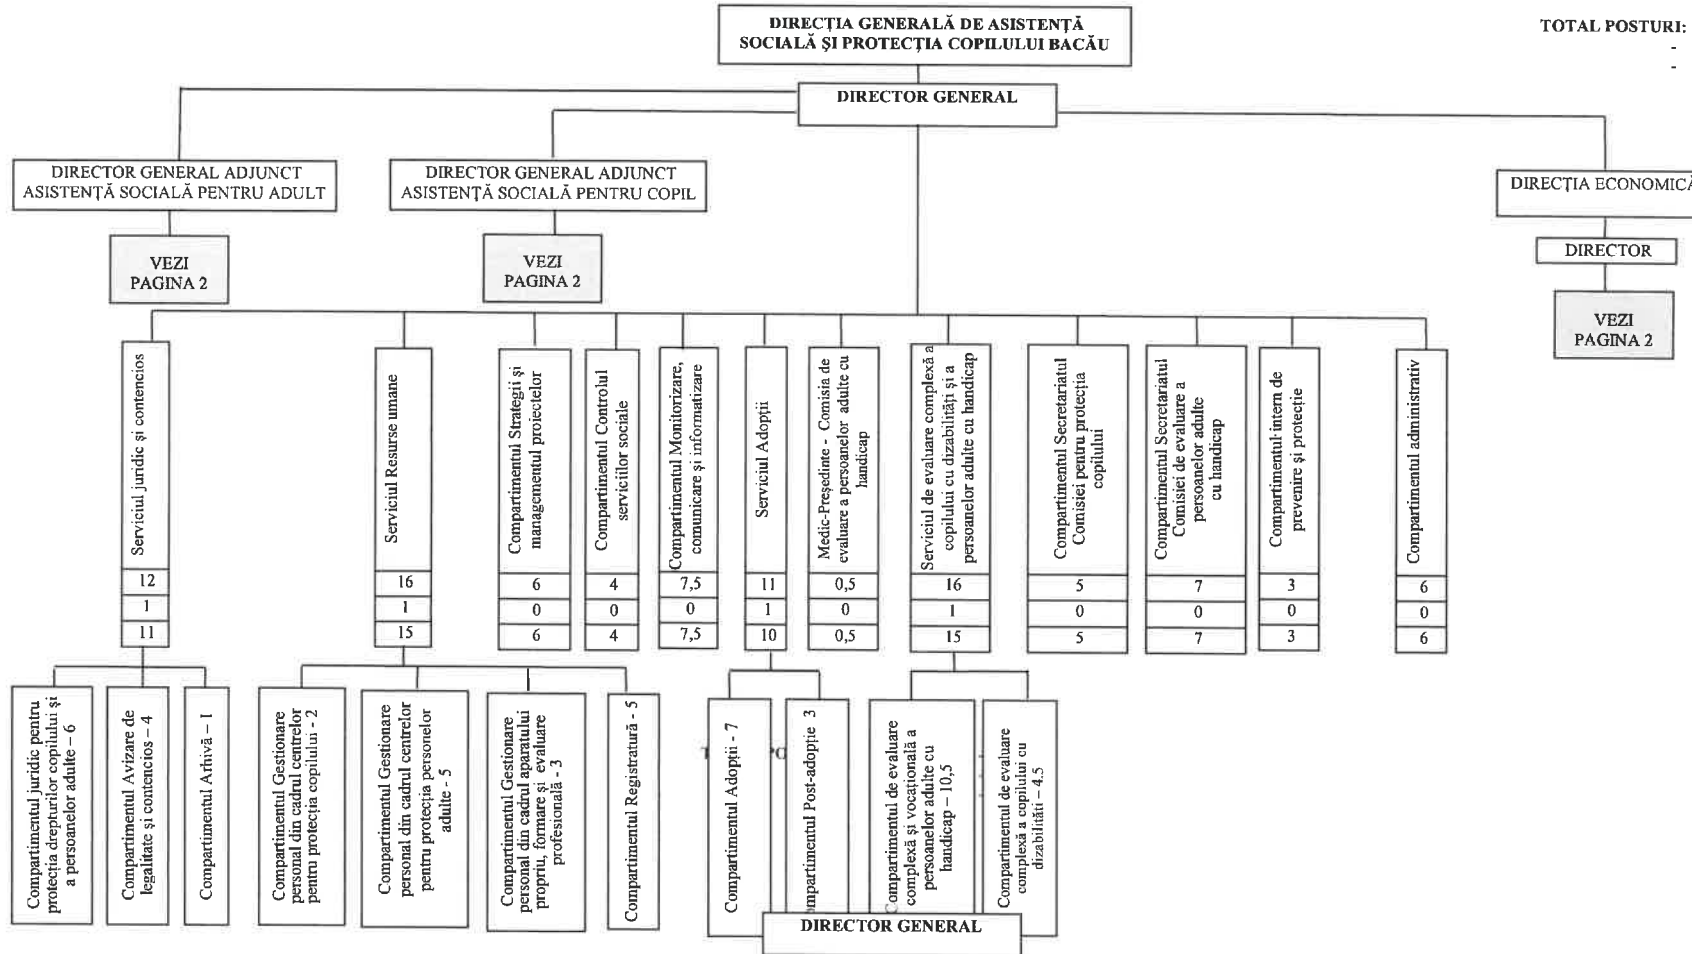 DIRECȚIA GENERALĂ DE ASISTENȚĂ
SOCIALĂ ȘI PROTECȚIA COPILULUI BACĂU
TOTAL POSTURI:
-
-
DIRECTOR GENERAL
DIRECTOR GENERAL ADJUNCT
ASISTENȚĂ SOCIALĂ PENTRU ADULT
DIRECTOR GENERAL ADJUNCT
ASISTENȚĂ SOCIALĂ PENTRU COPIL
DIRECȚIA ECONOMICĂ
DIRECTOR
VEZI
PAGINA 2
VEZI
PAGINA 2
VEZI
PAGINA 2
Serviciul juridic și contencios
12
1
11
Serviciul Resurse umane
16
1
15
Compartimentul Strategii și
managementul proiectelor
6
0
6
Compartimentul Controlul
serviciilor sociale
4
0
4
Compartimentul Monitorizare,
comunicare și informatizare
7,5
0
7,5
Serviciul Adopții
11
1
10
Medic-Președinte - Comisia de
evaluare a persoanelor adulte cu
handicap
0,5
0
0,5
Serviciul de evaluare complexă a
copilului cu dizabilități și a
persoanelor adulte cu handicap
16
1
15
Compartimentul Secretariatul
Comisiei pentru protecția
copilului
5
0
5
Compartimentul Secretariatul
Comisiei de evaluare a
persoanelor adulte
cu handicap
7
0
7
Compartimentul intern de
prevenire și protecție
3
0
3
Compartimentul administrativ
6
0
6
Compartimentul juridic pentru
protecția drepturilor copilului și
a persoanelor adulte – 6
Compartimentul Avizare de
legalitate și contencios – 4
Compartimentul Arhivă – 1
Compartimentul Gestionare
personal din cadrul centrelor
pentru protecția copilului - 2
Compartimentul Gestionare
personal din cadrul centrelor
pentru protecția personelor
adulte - 5
Compartimentul Gestionare
personal din cadrul aparatului
propriu, formare și evaluare
profesională - 3
Compartimentul Registratură - 5
Compartimentul Adopții - 7
ompartimentul Post-adopție 3
Compartimentul de evaluare
complexă și vocațională a
persoanelor adulte cu
handicap – 10,5
Compartimentul de evaluare
complexă a copilului cu
dizabilități – 4.5
DIRECTOR GENERAL